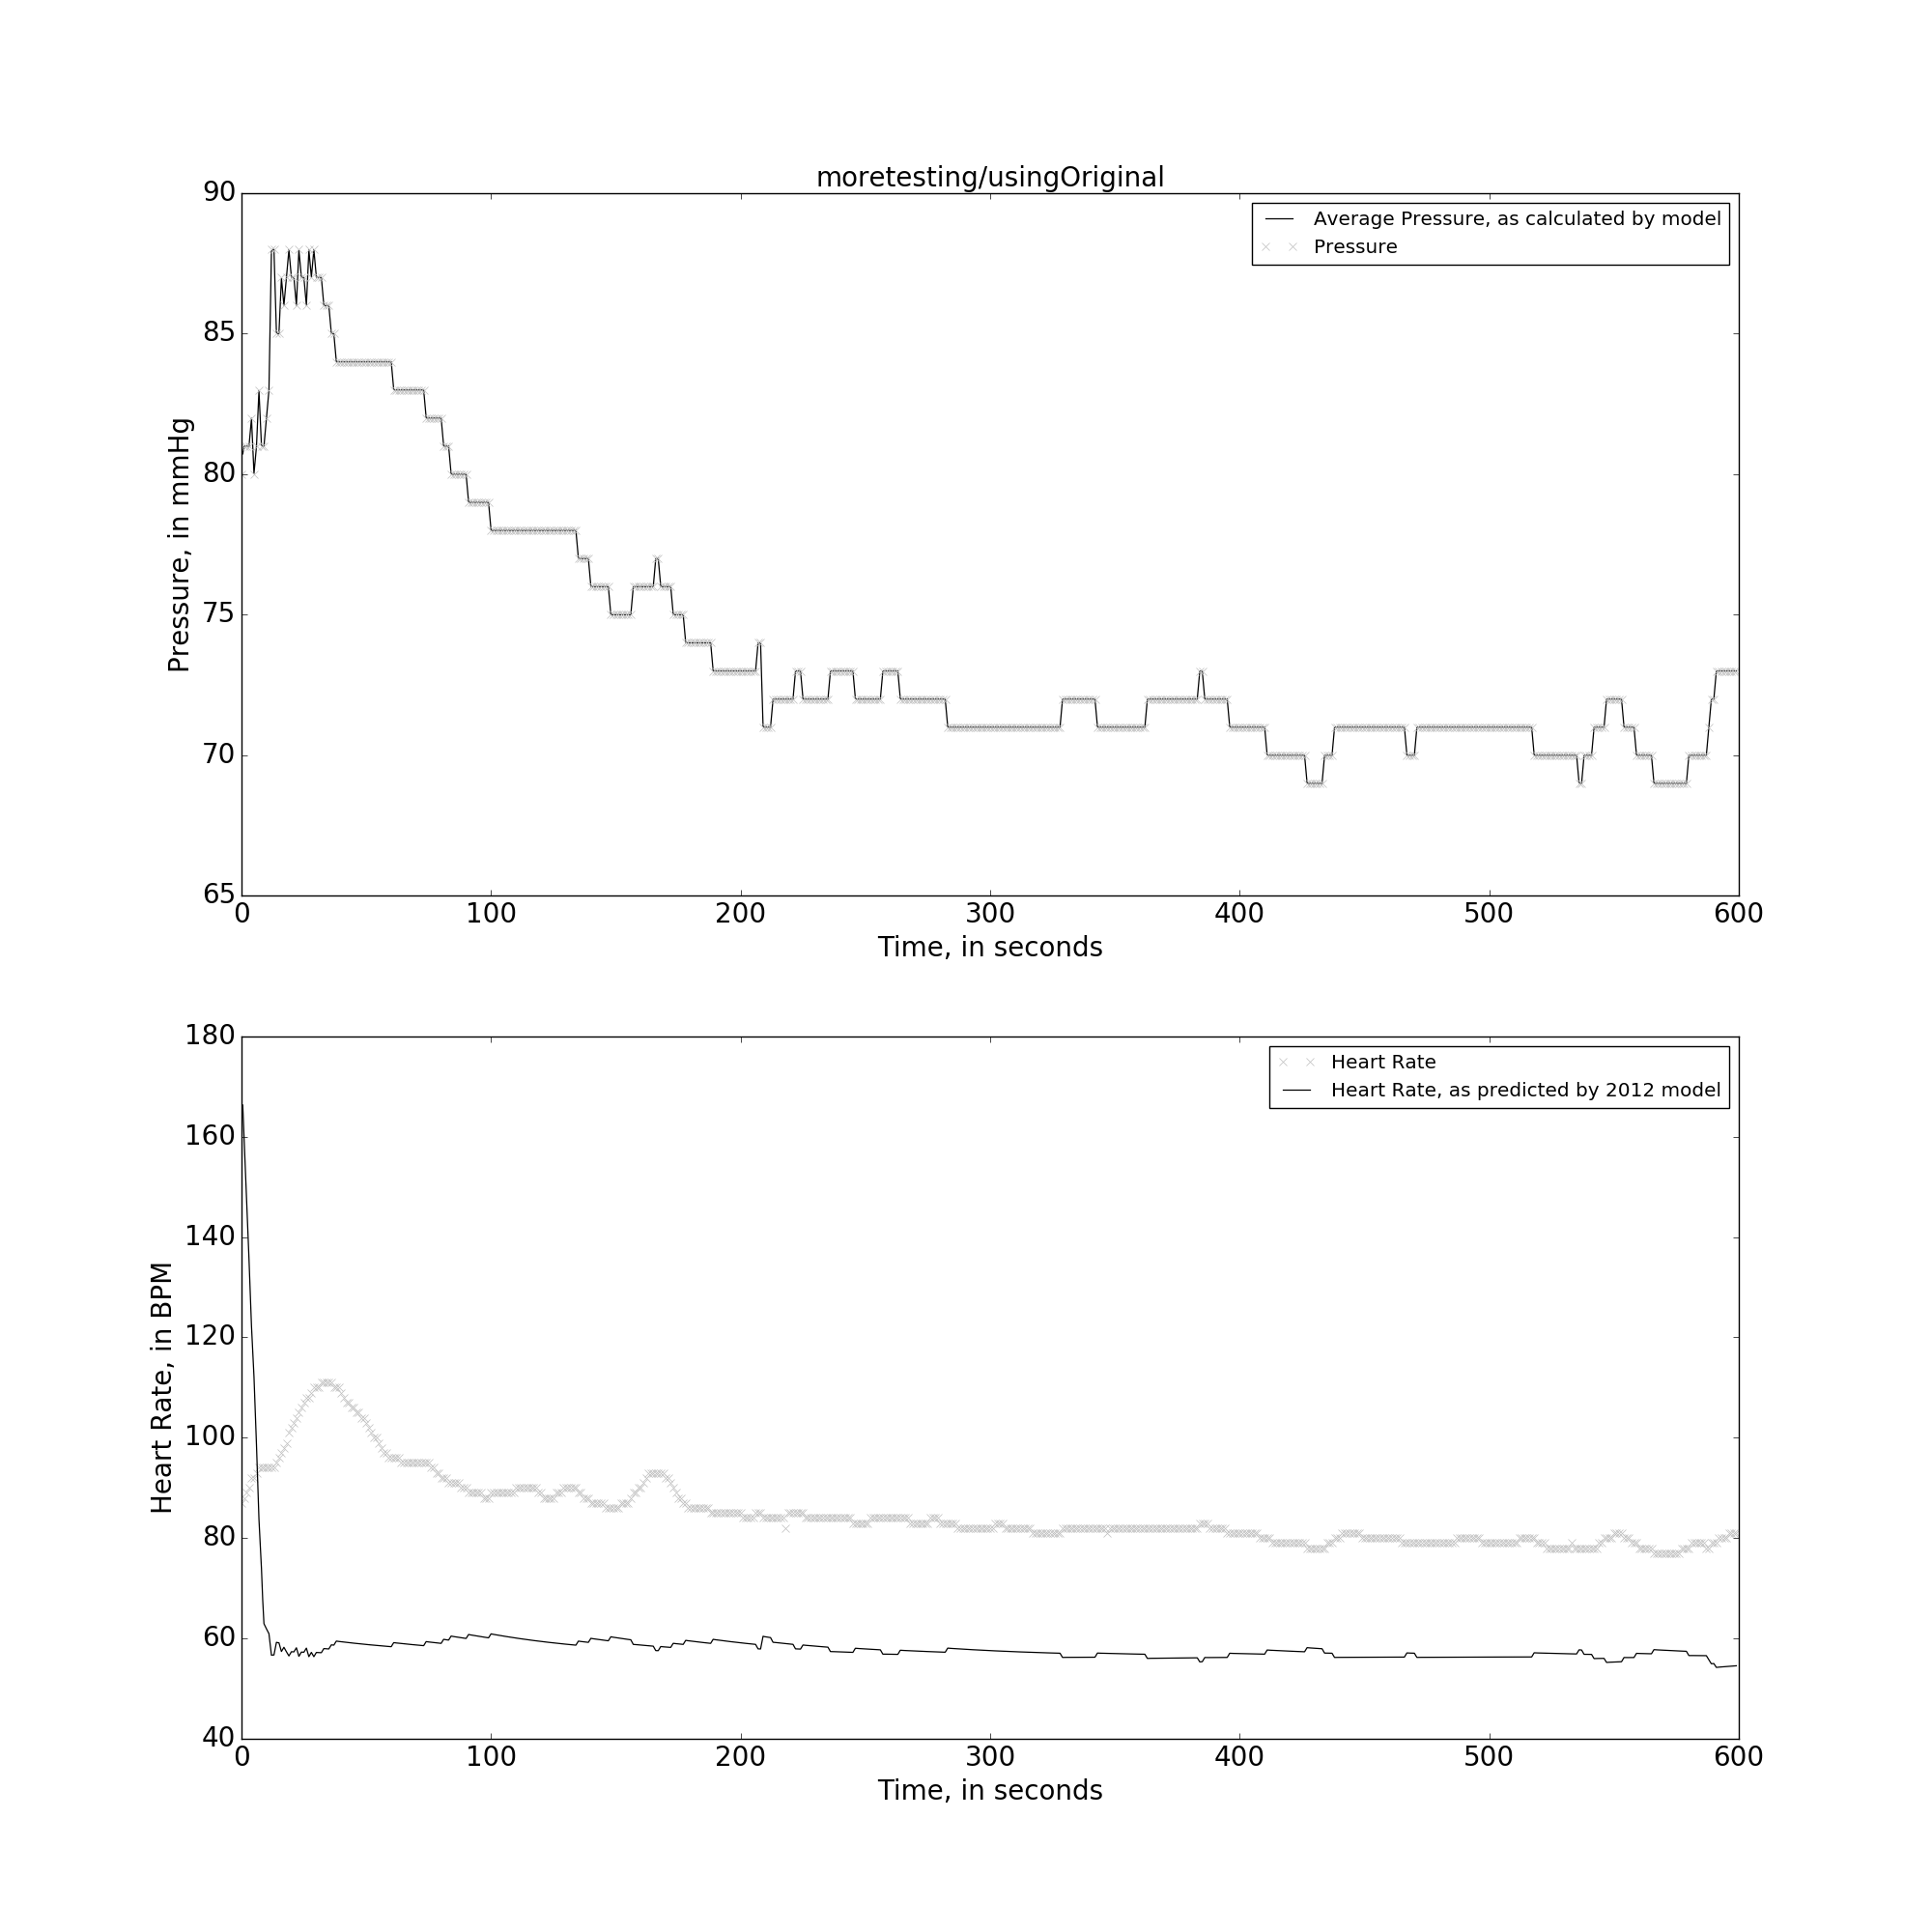 moretesting/usingOriginal
90
85
80
75
70
65
Pressure, in mmHg
Average Pressure, as calculated by model
Pressure
0 100 200 300 400 500 600
Time, in seconds
180
160
140
120
100
80
60
40
Heart Rate, in BPM
Heart Rate
Heart Rate, as predicted by 2012 model
0 100 200 300 400 500 600
Time, in seconds